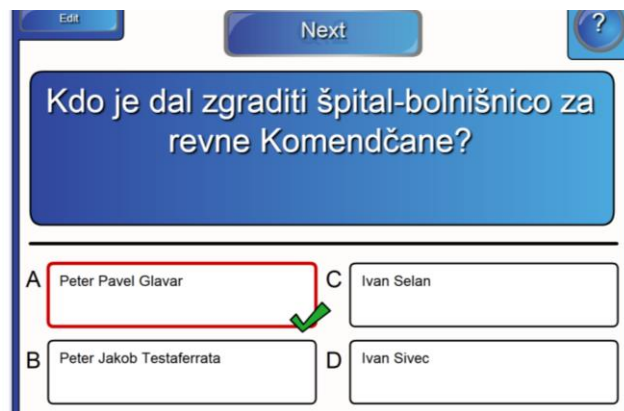 Edit
Next
?
Kdo je dal zgraditi špital-bolnišnico za
revne Komendčane?
A
Peter Pavel Glavar
C
Ivan Selan
B
Peter Jakob Testaferrata
D
Ivan Sivec